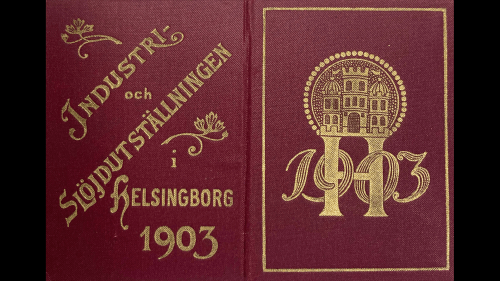 INDUSTRI-
och
SLÖJDUTSTÄLLNINGEN
i
HELSINGBORG
1903
1903
H